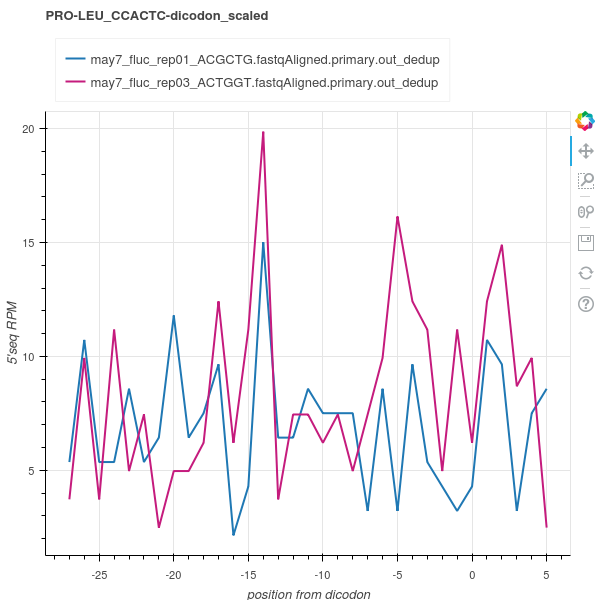 PRO-LEU_CCACTC-dicodon_scaled
may7_fluc_rep01_ACGCTG.fastqAligned.primary.out_dedup
may7_fluc_rep03_ACTGGT.fastqAligned.primary.out_dedup
20
15
10
5
5'seq RPM
-25 -20 -15 -10 -5 0 5
position from dicodon